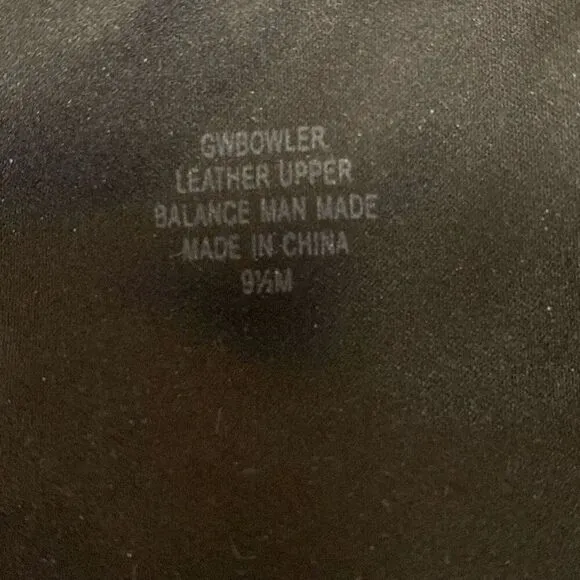 GWBOWLER
LEATHER UPPER
BALANCE MAN MADE
MADE IN CHINA
9½M